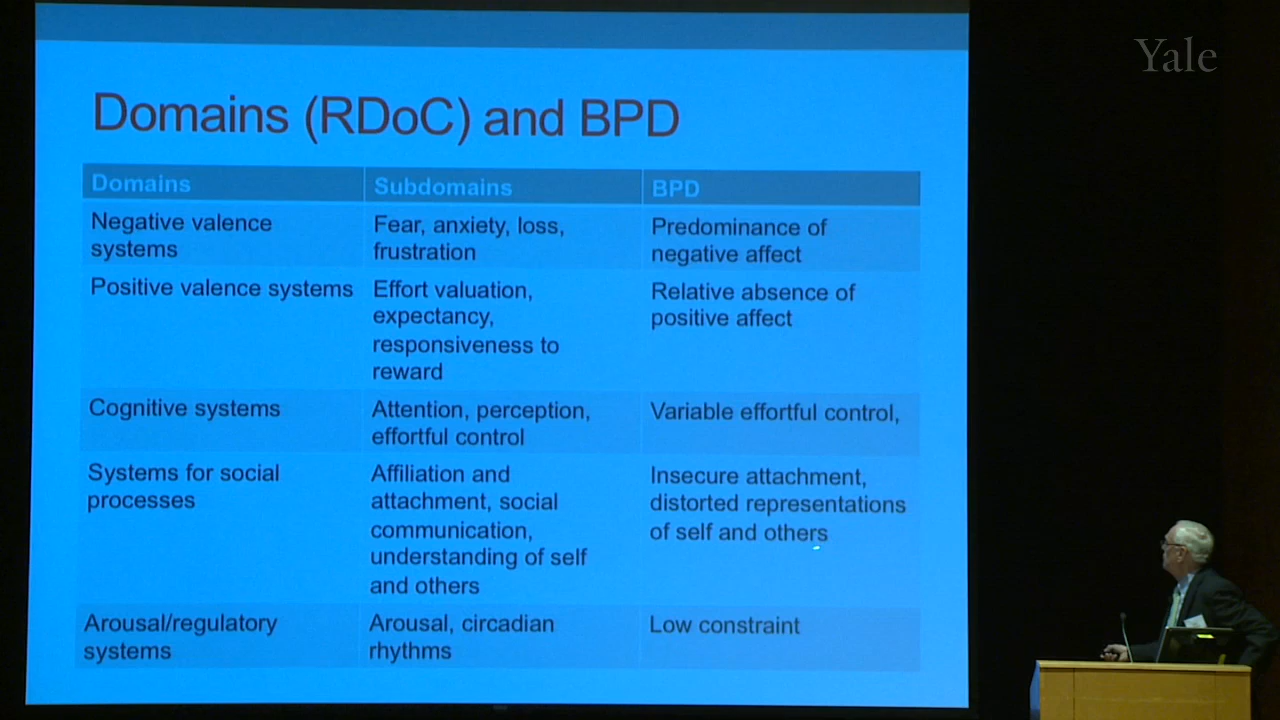 Yale
Domains (RDoC) and BPD
Domains
Subdomains
BPD
Negative valence
systems
Fear, anxiety, loss,
frustration
Predominance of
negative affect
Positive valence systems
Effort valuation,
expectancy,
responsiveness to
reward
Relative absence of
positive affect
Cognitive systems
Attention, perception,
effortful control
Variable effortful control,
Systems for social
processes
Affiliation and
attachment, social
communication,
understanding of self
and others
Insecure attachment,
distorted representations
of self and others
Arousal/regulatory
systems
Arousal, circadian
rhythms
Low constraint